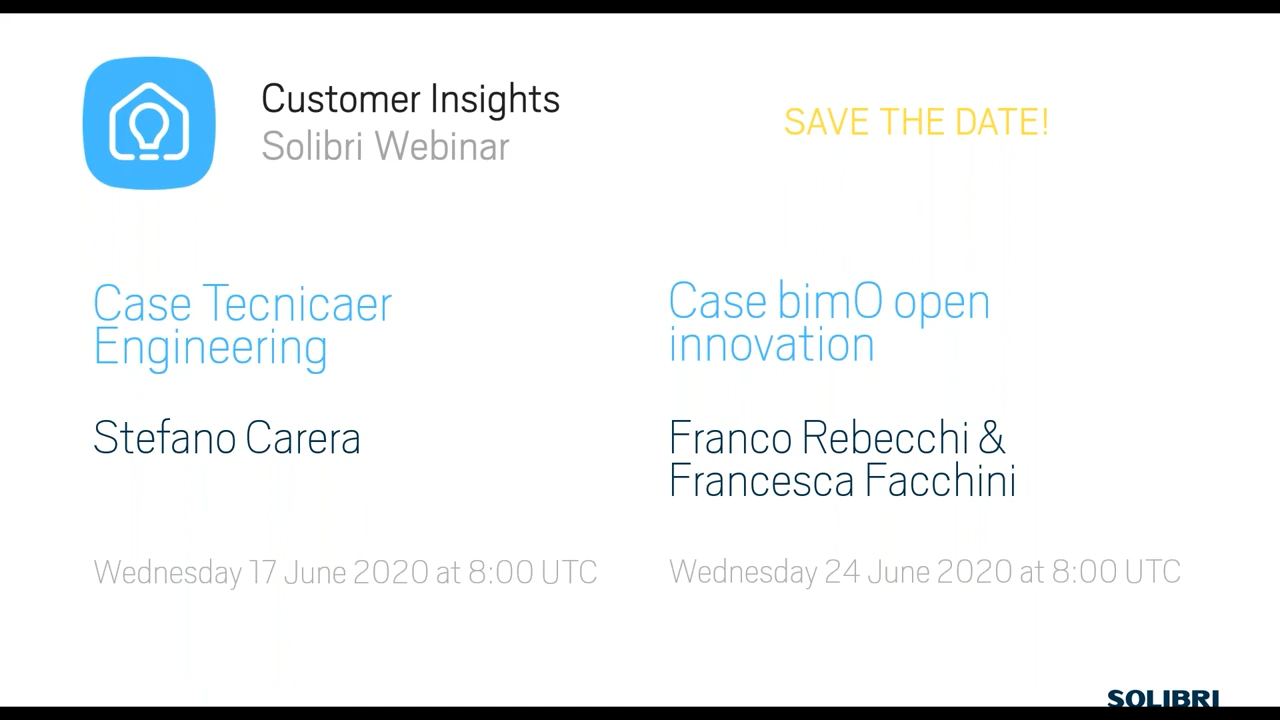 Customer Insights
Solibri Webinar
SAVE THE DATE!
Case Tecnicaer
Engineering
Stefano Carera
Wednesday 17 June 2020 at 8:00 UTC
Case bimO open
innovation
Franco Rebecchi &
Francesca Facchini
Wednesday 24 June 2020 at 8:00 UTC
SOLIBRI